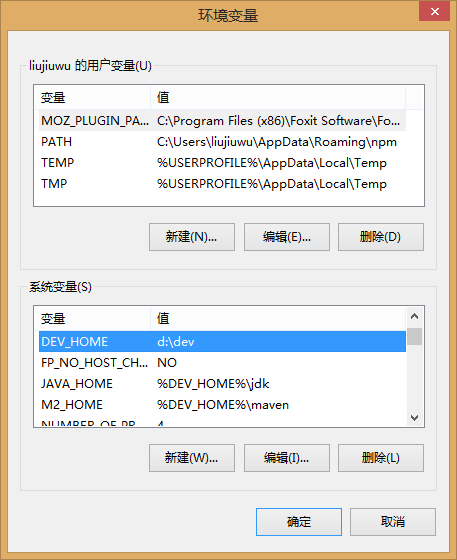 环境变量
liujiuwu 的用户变量(U)
变量 值
MOZ_PLUGIN_PA... C:\Program Files (x86)\Foxit Software\Fo...
PATH C:\Users\liujiuwu\AppData\Roaming\npm
TEMP %USERPROFILE%\AppData\Local\Temp
TMP %USERPROFILE%\AppData\Local\Temp
新建(N)... 编辑(E)... 删除(D)
系统变量(S)
变量 值
DEV_HOME d:\dev
FP_NO_HOST_CH... NO
JAVA_HOME %DEV_HOME%\jdk
M2_HOME %DEV_HOME%\maven
NUMBER_OF_PR... 4
新建(W)... 编辑(I)... 删除(L)
确定 取消